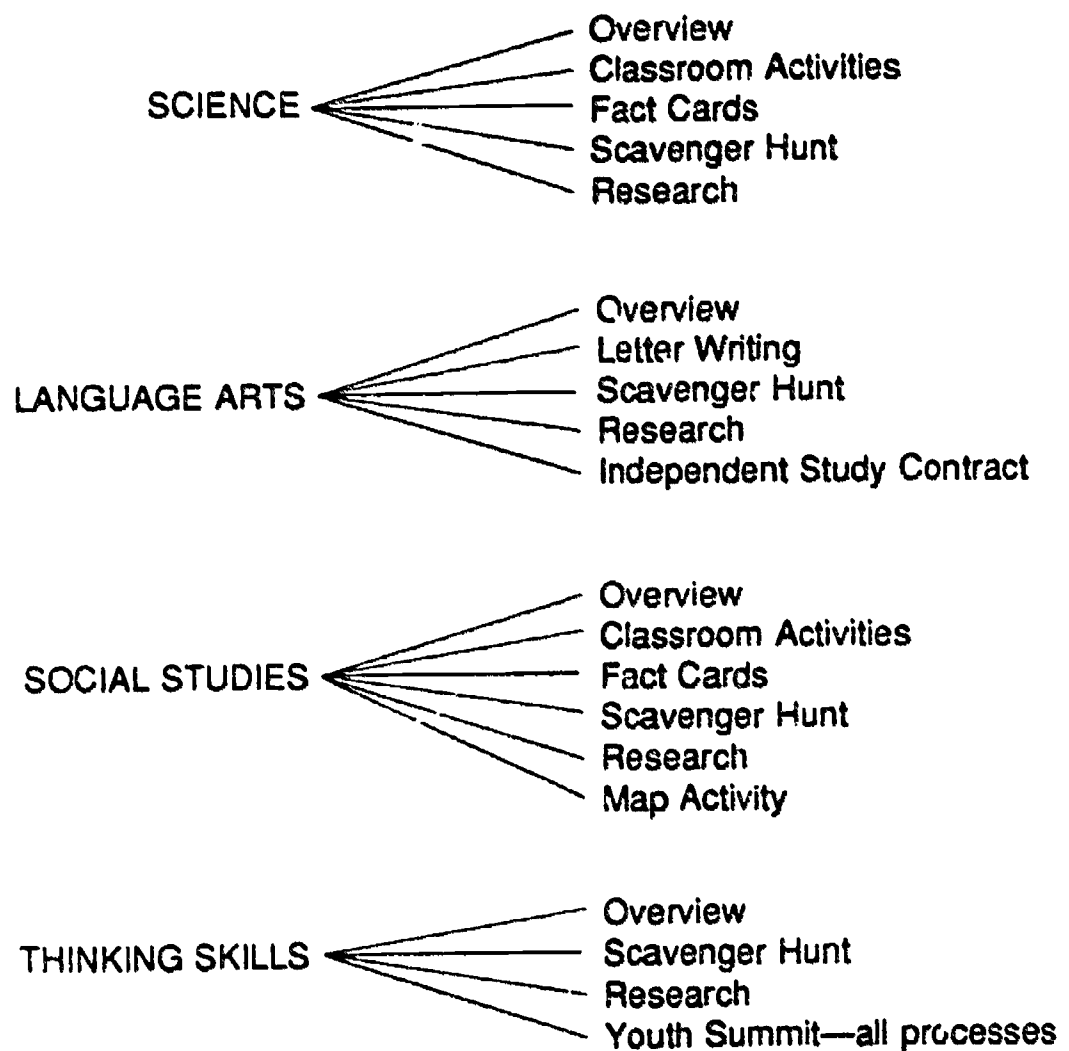 SCIENCE
Overview
Classroom Activities
Fact Cards
Scavenger Hunt
Research
LANGUAGE ARTS
Overview
Letter Writing
Scavenger Hunt
Research
Independent Study Contract
SOCIAL STUDIES
Overview
Classroom Activities
Fact Cards
Scavenger Hunt
Research
Map Activity
THINKING SKILLS
Overview
Scavenger Hunt
Research
Youth Summit—all processes